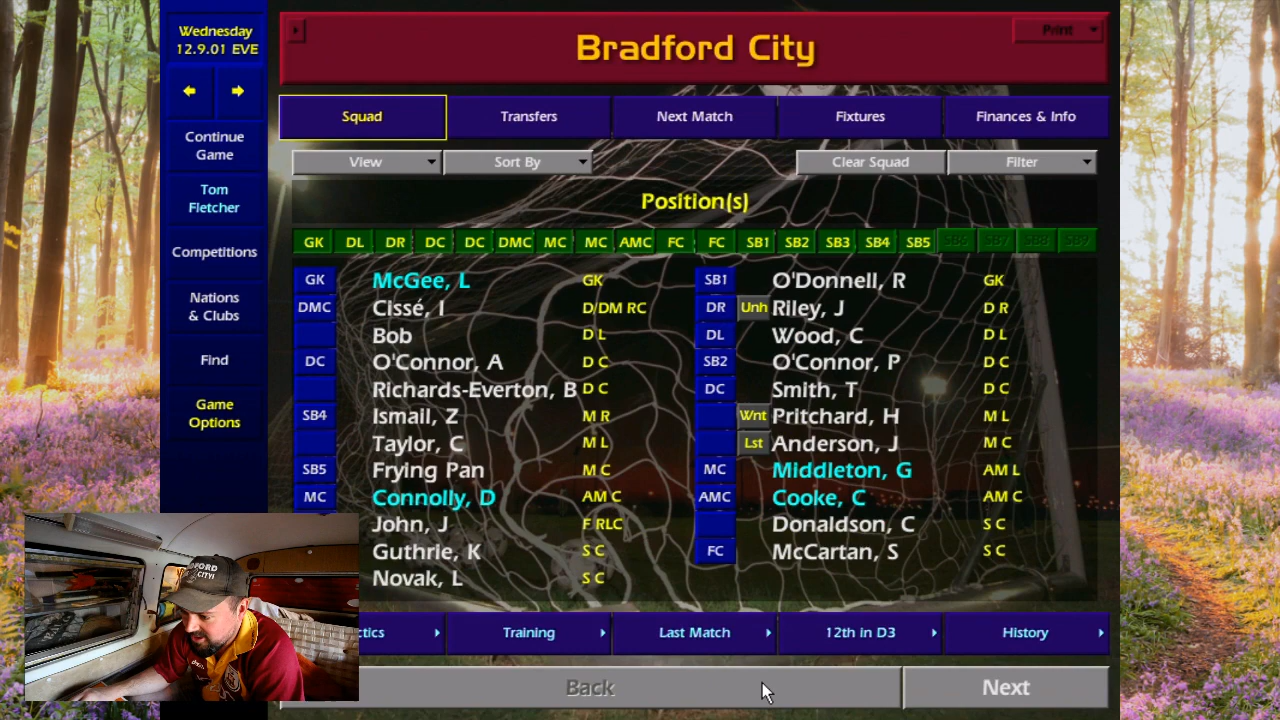 Wednesday
12.9.01 EVE
Continue
Game
Tom
Fletcher
Competitions
Nations
& Clubs
Find
Game
Options
Bradford City
Print
Squad Transfers Next Match Fixtures Finances & Info
View Sort By Clear Squad Filter
Position(s)
GK DL DR DC DC DMC MC MC AMC FC FC SB1 SB2 SB3 SB4 SB5 SB6 SB7 SB8 SB9
GK McGee, L GK SB1 O'Donnell, R GK
DMC Cissé, I D/DM RC DR Unh Riley, J D R
Bob D L DL Wood, C D L
DC O'Connor, A D C SB2 O'Connor, P D C
Richards-Everton, B D C DC Smith, T D C
SB4 Ismail, Z M R Wnt Pritchard, H M L
Taylor, C M L Lst Anderson, J M C
SB5 Frying Pan M C MC Middleton, G AM L
MC Connolly, D AM C AMC Cooke, C AM C
John, J F RLC Donaldson, C S C
Guthrie, K S C FC McCartan, S S C
Novak, L S C
ctics Training Last Match 12th in D3 History
Back Next